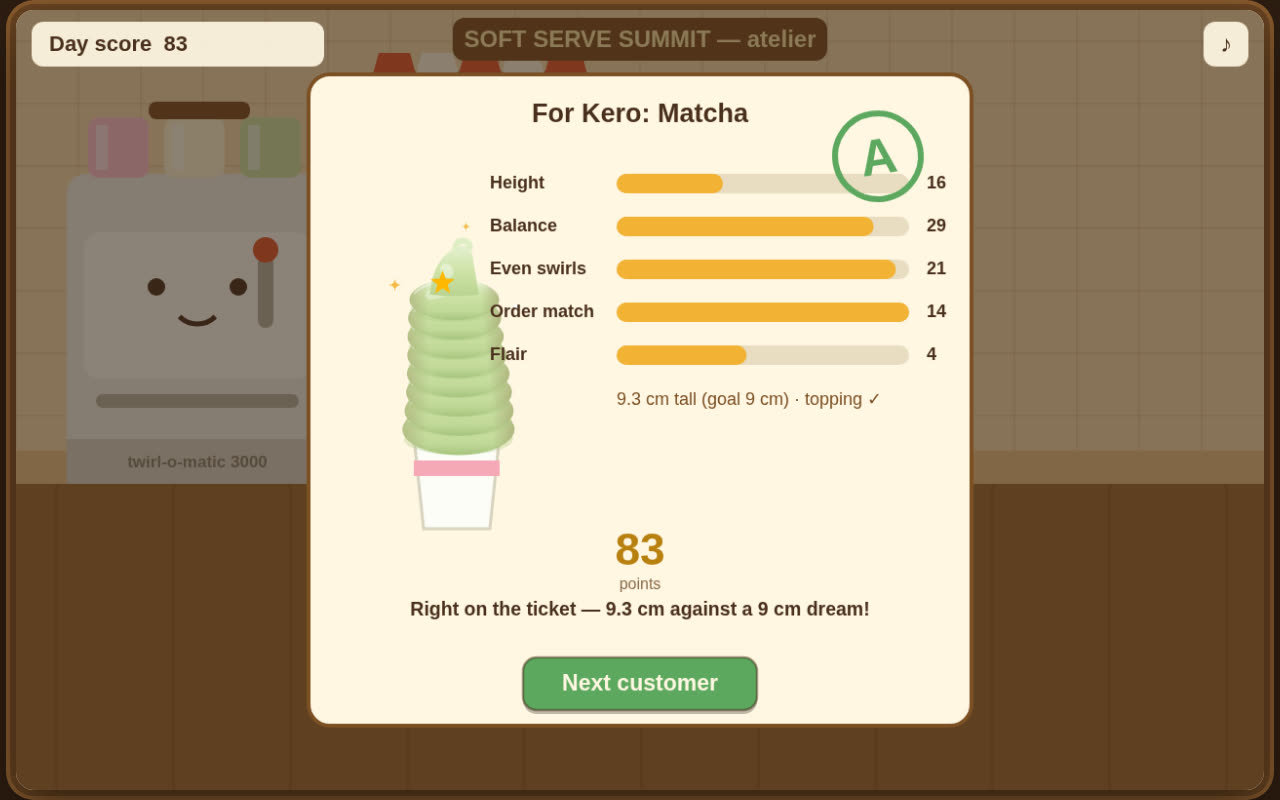 Day score 83
SOFT SERVE SUMMIT — atelier
♪
For Kero: Matcha
A
Height 16
Balance 29
Even swirls 21
Order match 14
Flair 4
9.3 cm tall (goal 9 cm) · topping ✓
twirl-o-matic 3000
83
points
Right on the ticket — 9.3 cm against a 9 cm dream!
Next customer